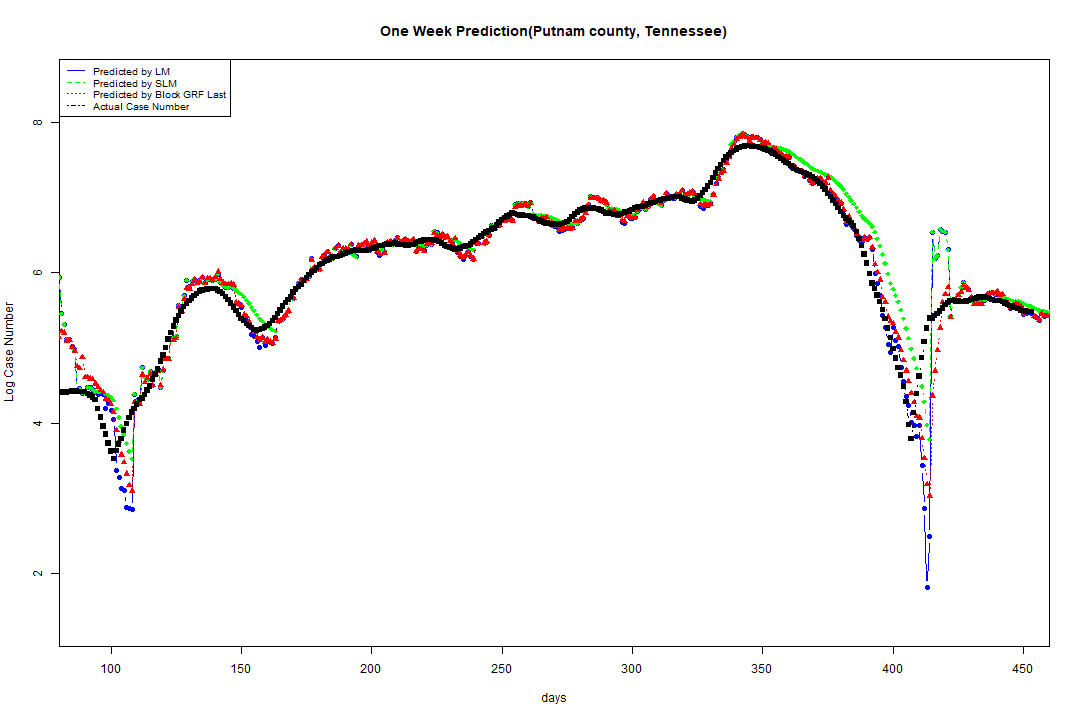 One Week Prediction(Putnam county, Tennessee)
Predicted by LM
Predicted by SLM
Predicted by Block GRF Last
Actual Case Number
8
6
4
2
Log Case Number
100 150 200 250 300 350 400 450
days